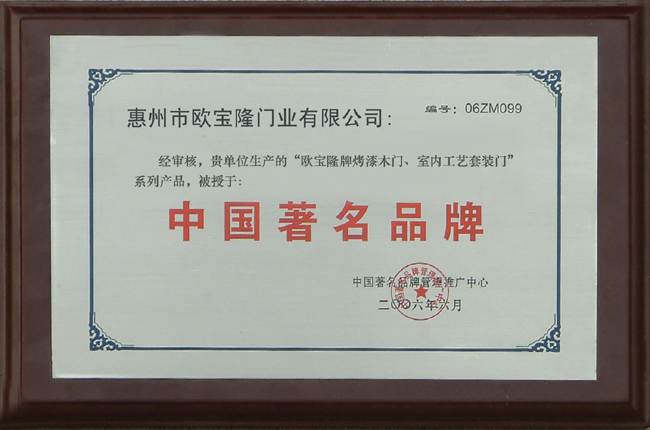 编号：06ZM099
惠州市欧宝隆门业有限公司：
经审核，贵单位生产的“欧宝隆牌烤漆木门、室内工艺套装门”
系列产品，被授于：
中国著名品牌
中国著名品牌管理推广中心
二〇〇六年六月